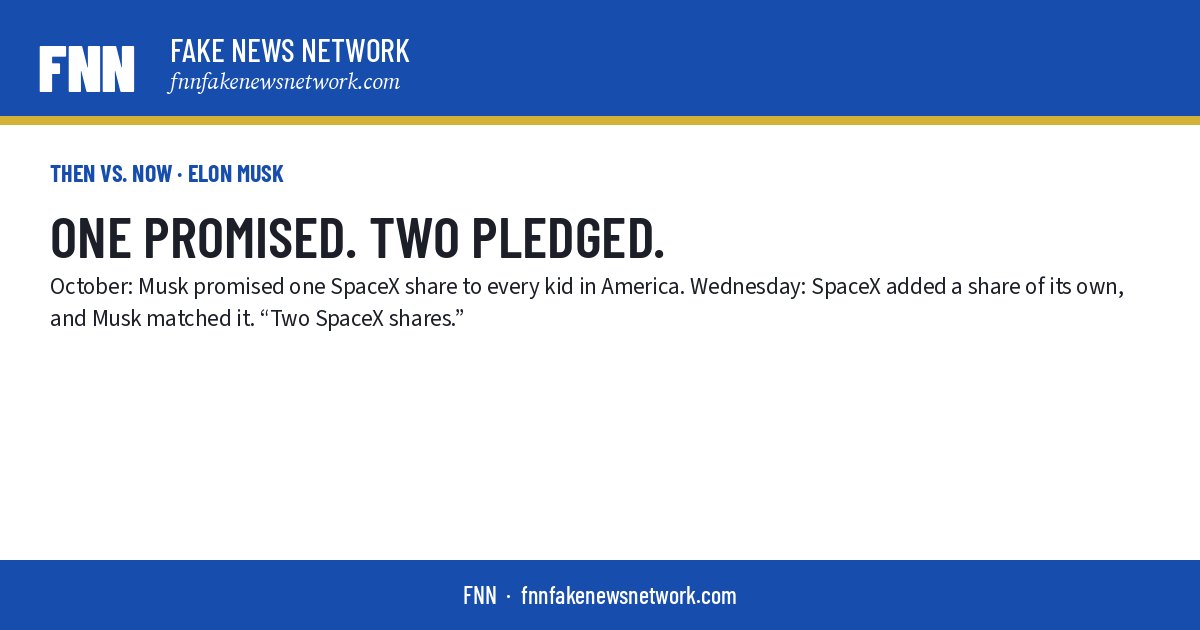 FNN
FAKE NEWS NETWORK
fnnfakenewsnetwork.com
THEN VS. NOW · ELON MUSK
ONE PROMISED. TWO PLEDGED.
October: Musk promised one SpaceX share to every kid in America. Wednesday: SpaceX added a share of its own,
and Musk matched it. “Two SpaceX shares.”
FNN · fnnfakenewsnetwork.com